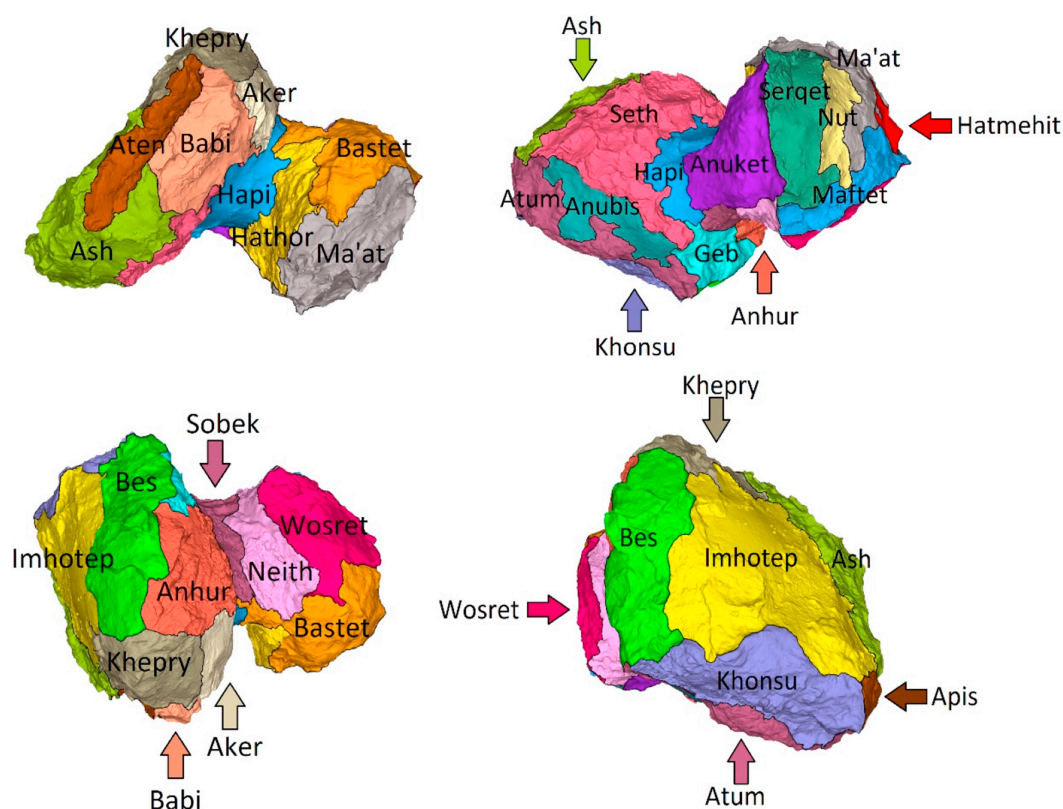 Khepry
Aker
Aten
Babi
Bastet
Hapi
Hathor
Ash
Ma'at
Ash
Ma'at
Seth
Serqet
Nut
Hatmehit
Hapi
Anuket
Atum
Anubis
Maftet
Geb
Anhur
Khonsu
Sobek
Bes
Wosret
Imhotep
Anhur
Neith
Bastet
Khepry
Aker
Babi
Khepry
Bes
Imhotep
Ash
Wosret
Khonsu
Apis
Atum